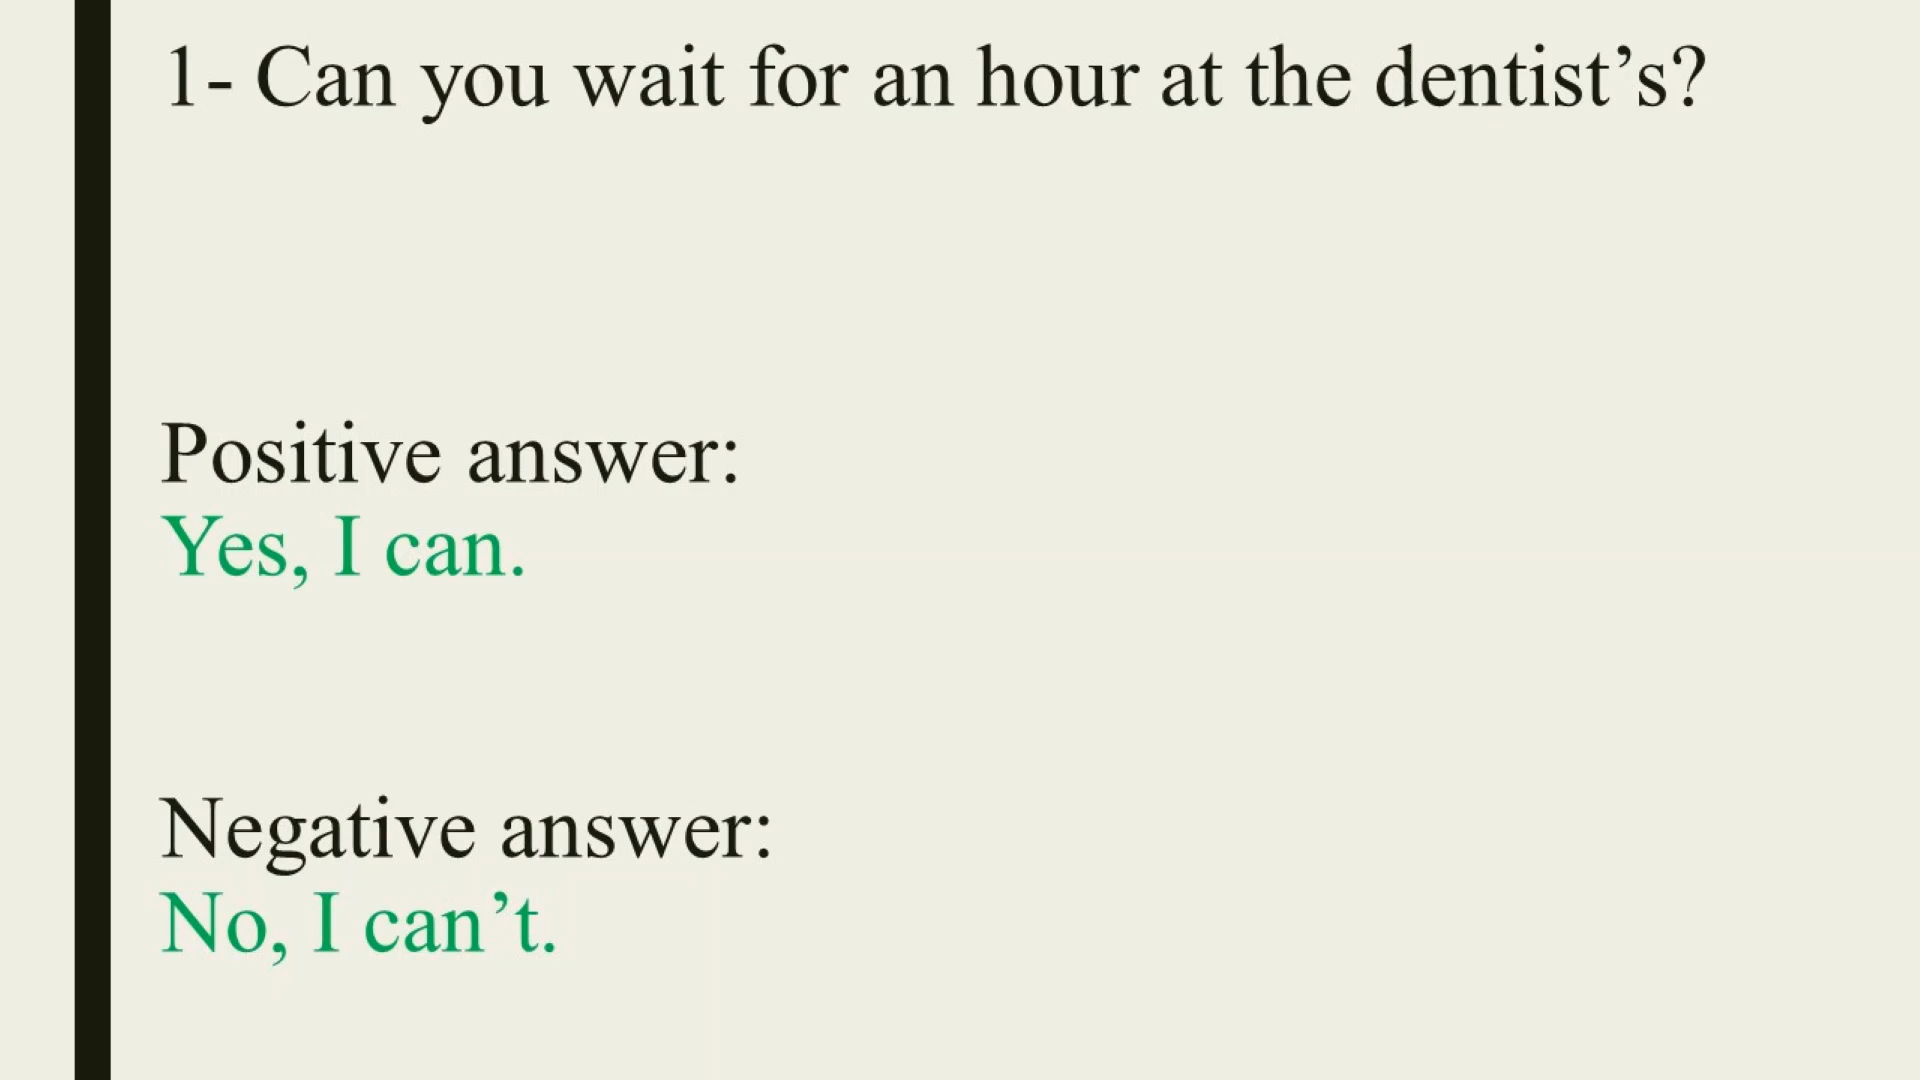 1- Can you wait for an hour at the dentist’s?
Positive answer:
Yes, I can.
Negative answer:
No, I can’t.